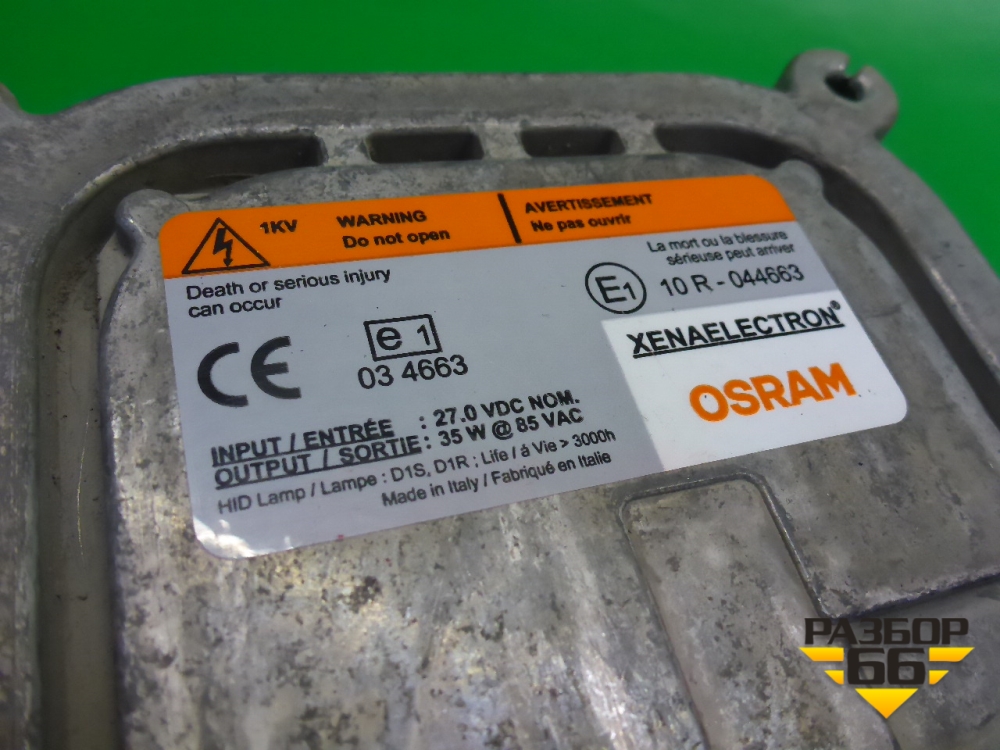 1KV
WARNING
Do not open
AVERTISSEMENT
Ne pas ouvrir
Death or serious injury
can occur
La mort ou la blessure
sérieuse peut arriver
E1 10 R - 044663
CE
e 1
03 4663
XENAELECTRON®
OSRAM
INPUT / ENTRÉE : 27.0 VDC NOM.
OUTPUT / SORTIE : 35 W @ 85 VAC
HID Lamp / Lampe : D1S, D1R ; Life / à Vie > 3000h
Made in Italy / Fabriqué en Italie
РАЗБОР
66